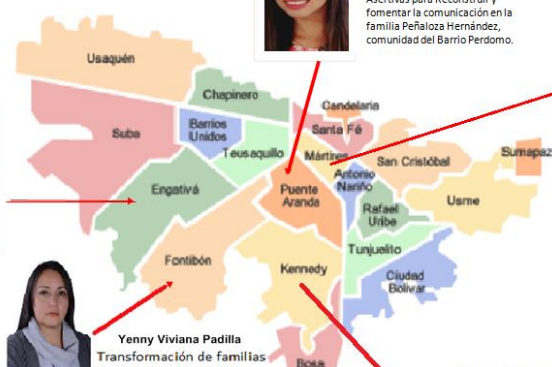 Asertivas para Reconstruir y
fomentar la comunicación en la
familia Peñaloza Hernández,
comunidad del Barrio Perdomo.
Usaquén
Chapinero
Candelaria
Suba
Barrios
Unidos
Santa Fé
Teusaquillo
Mártires
San Cristóbal
Sumapaz
Engativá
Puente
Aranda
Antonio
Nariño
Rafael
Uribe
Usme
Tunjuelito
Fontibón
Kennedy
Ciudad
Bolívar
Yenny Viviana Padilla
Transformación de familias
Bosa